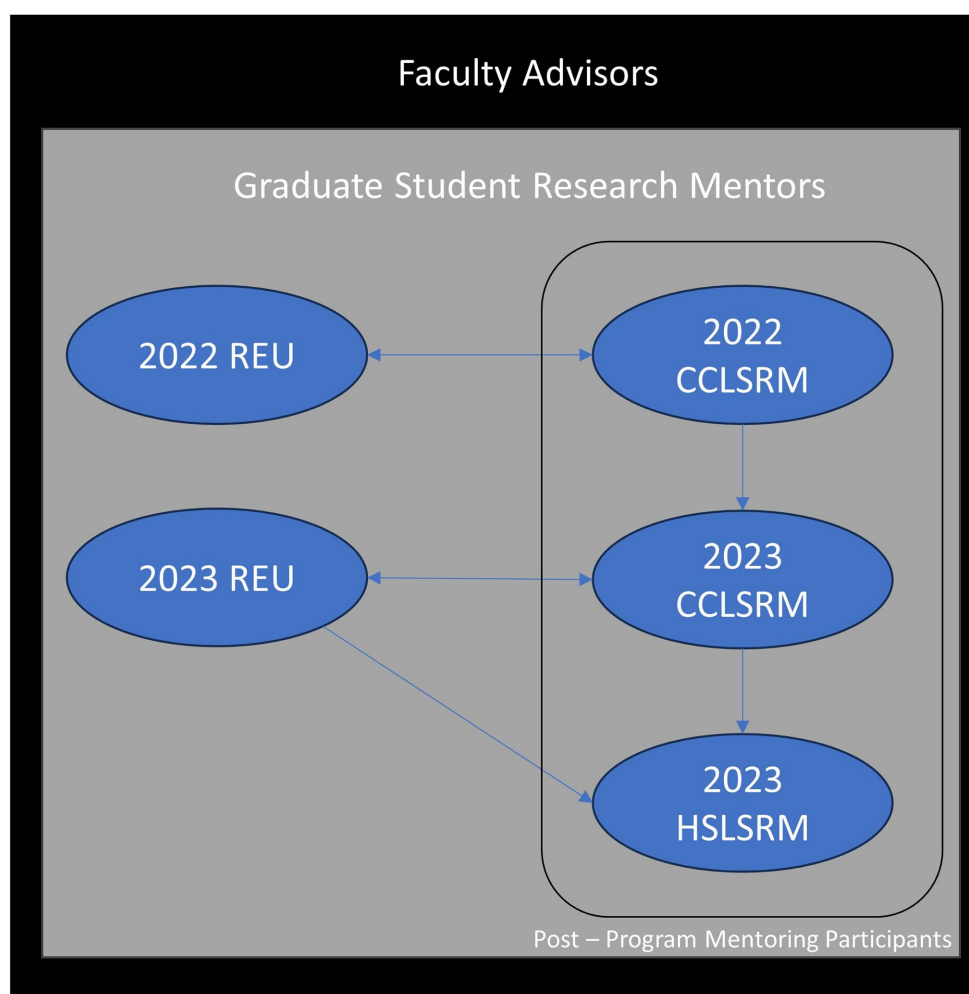 Faculty Advisors
Graduate Student Research Mentors
2022 REU
2022
CCLSRM
2023 REU
2023
CCLSRM
2023
HSLSRM
Post – Program Mentoring Participants